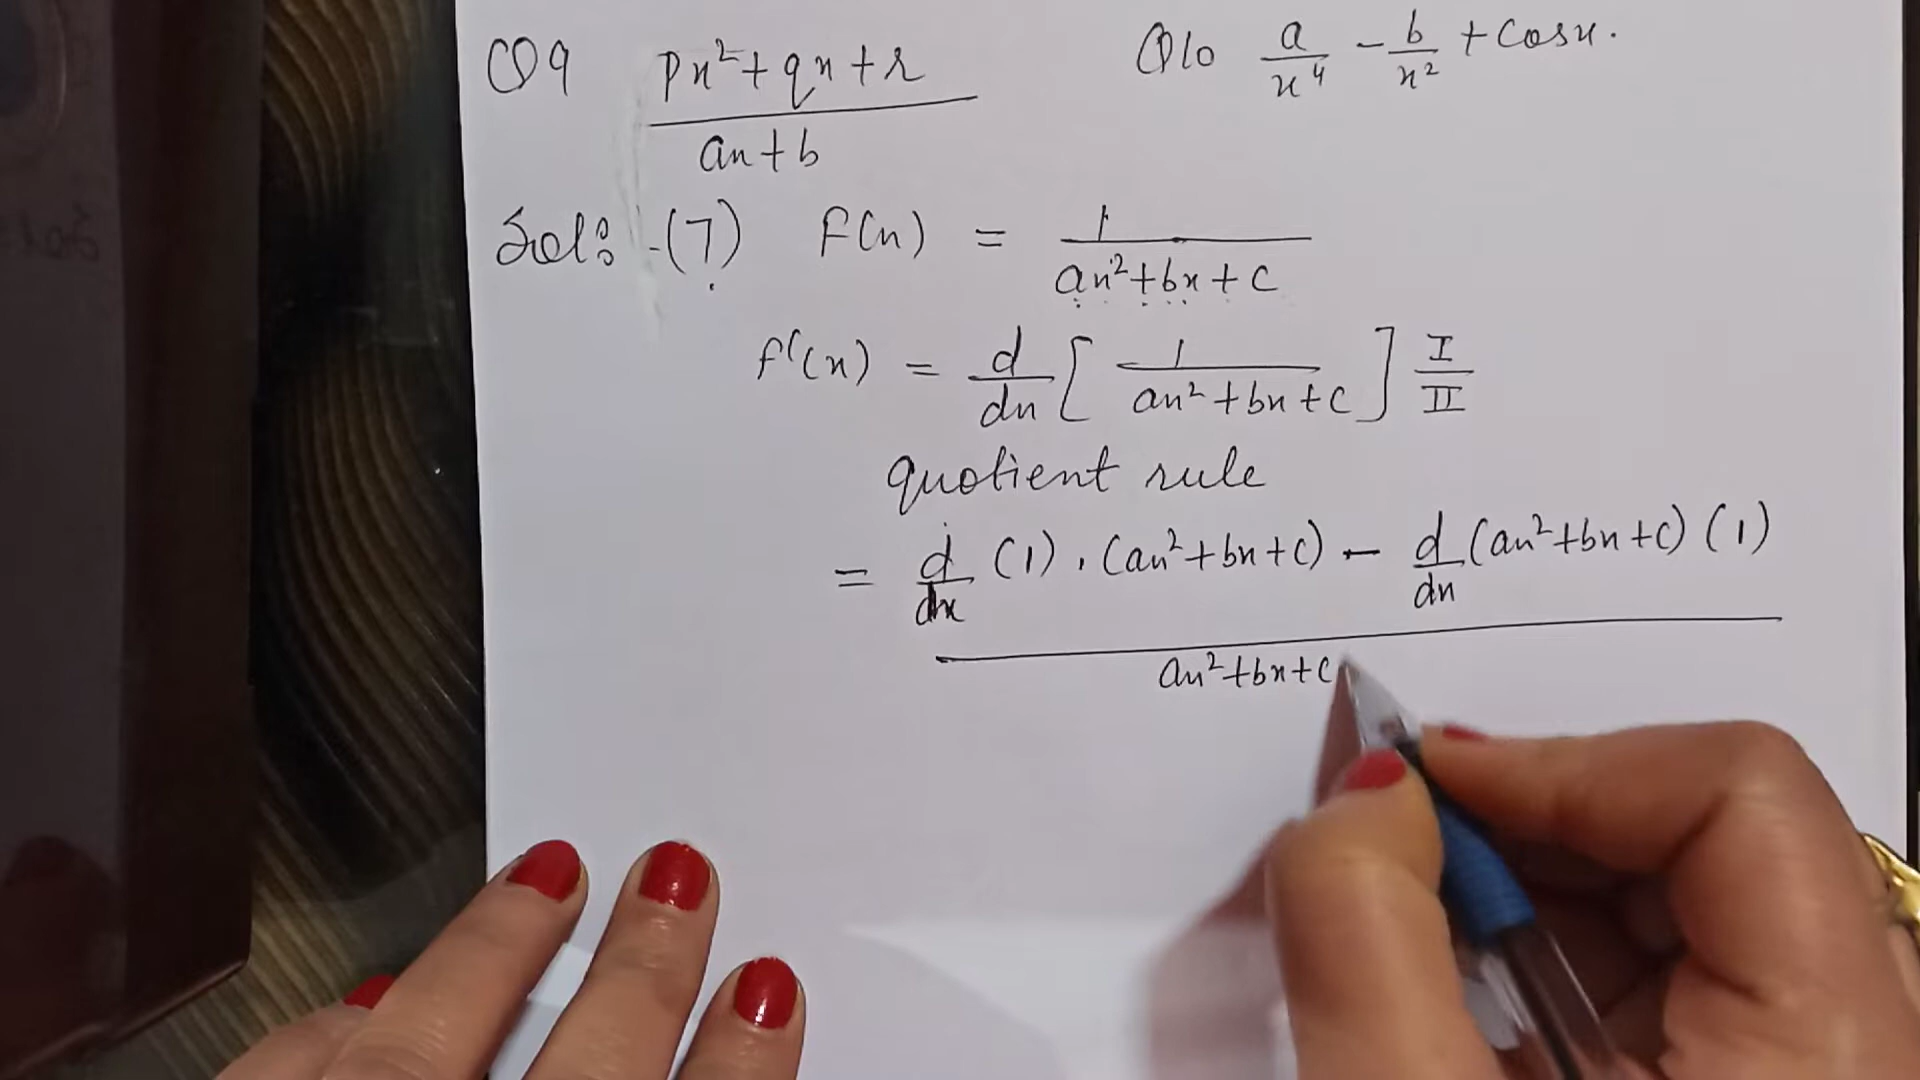 Q9 px²+qx+r / ax+b Q10 a/x⁴ - b/x² + Cosx.
Sol: -(7) f(x) = 1 / ax²+bx+c
f'(x) = d/dx [ 1 / ax²+bx+c ] I/II
quotient rule
= d/dx (1) . (ax²+bx+c) - d/dx (ax²+bx+c) (1)
ax²+bx+c